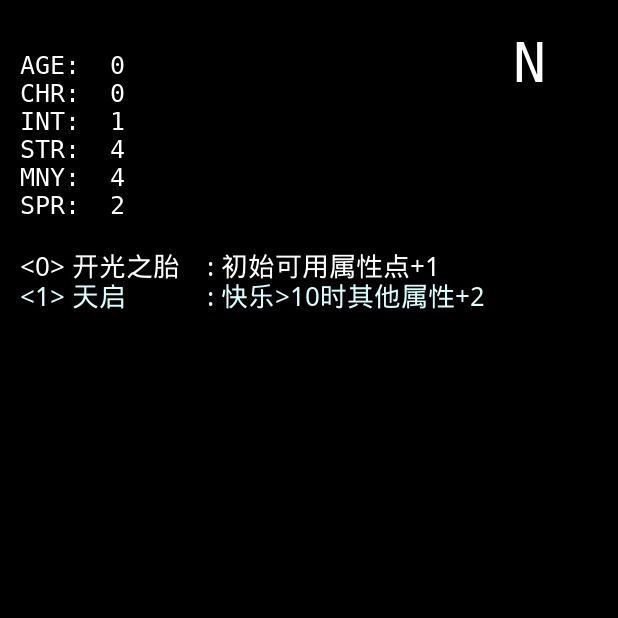 N
AGE: 0
CHR: 0
INT: 1
STR: 4
MNY: 4
SPR: 2
<0> 开光之胎 : 初始可用属性点+1
<1> 天启 : 快乐>10时其他属性+2